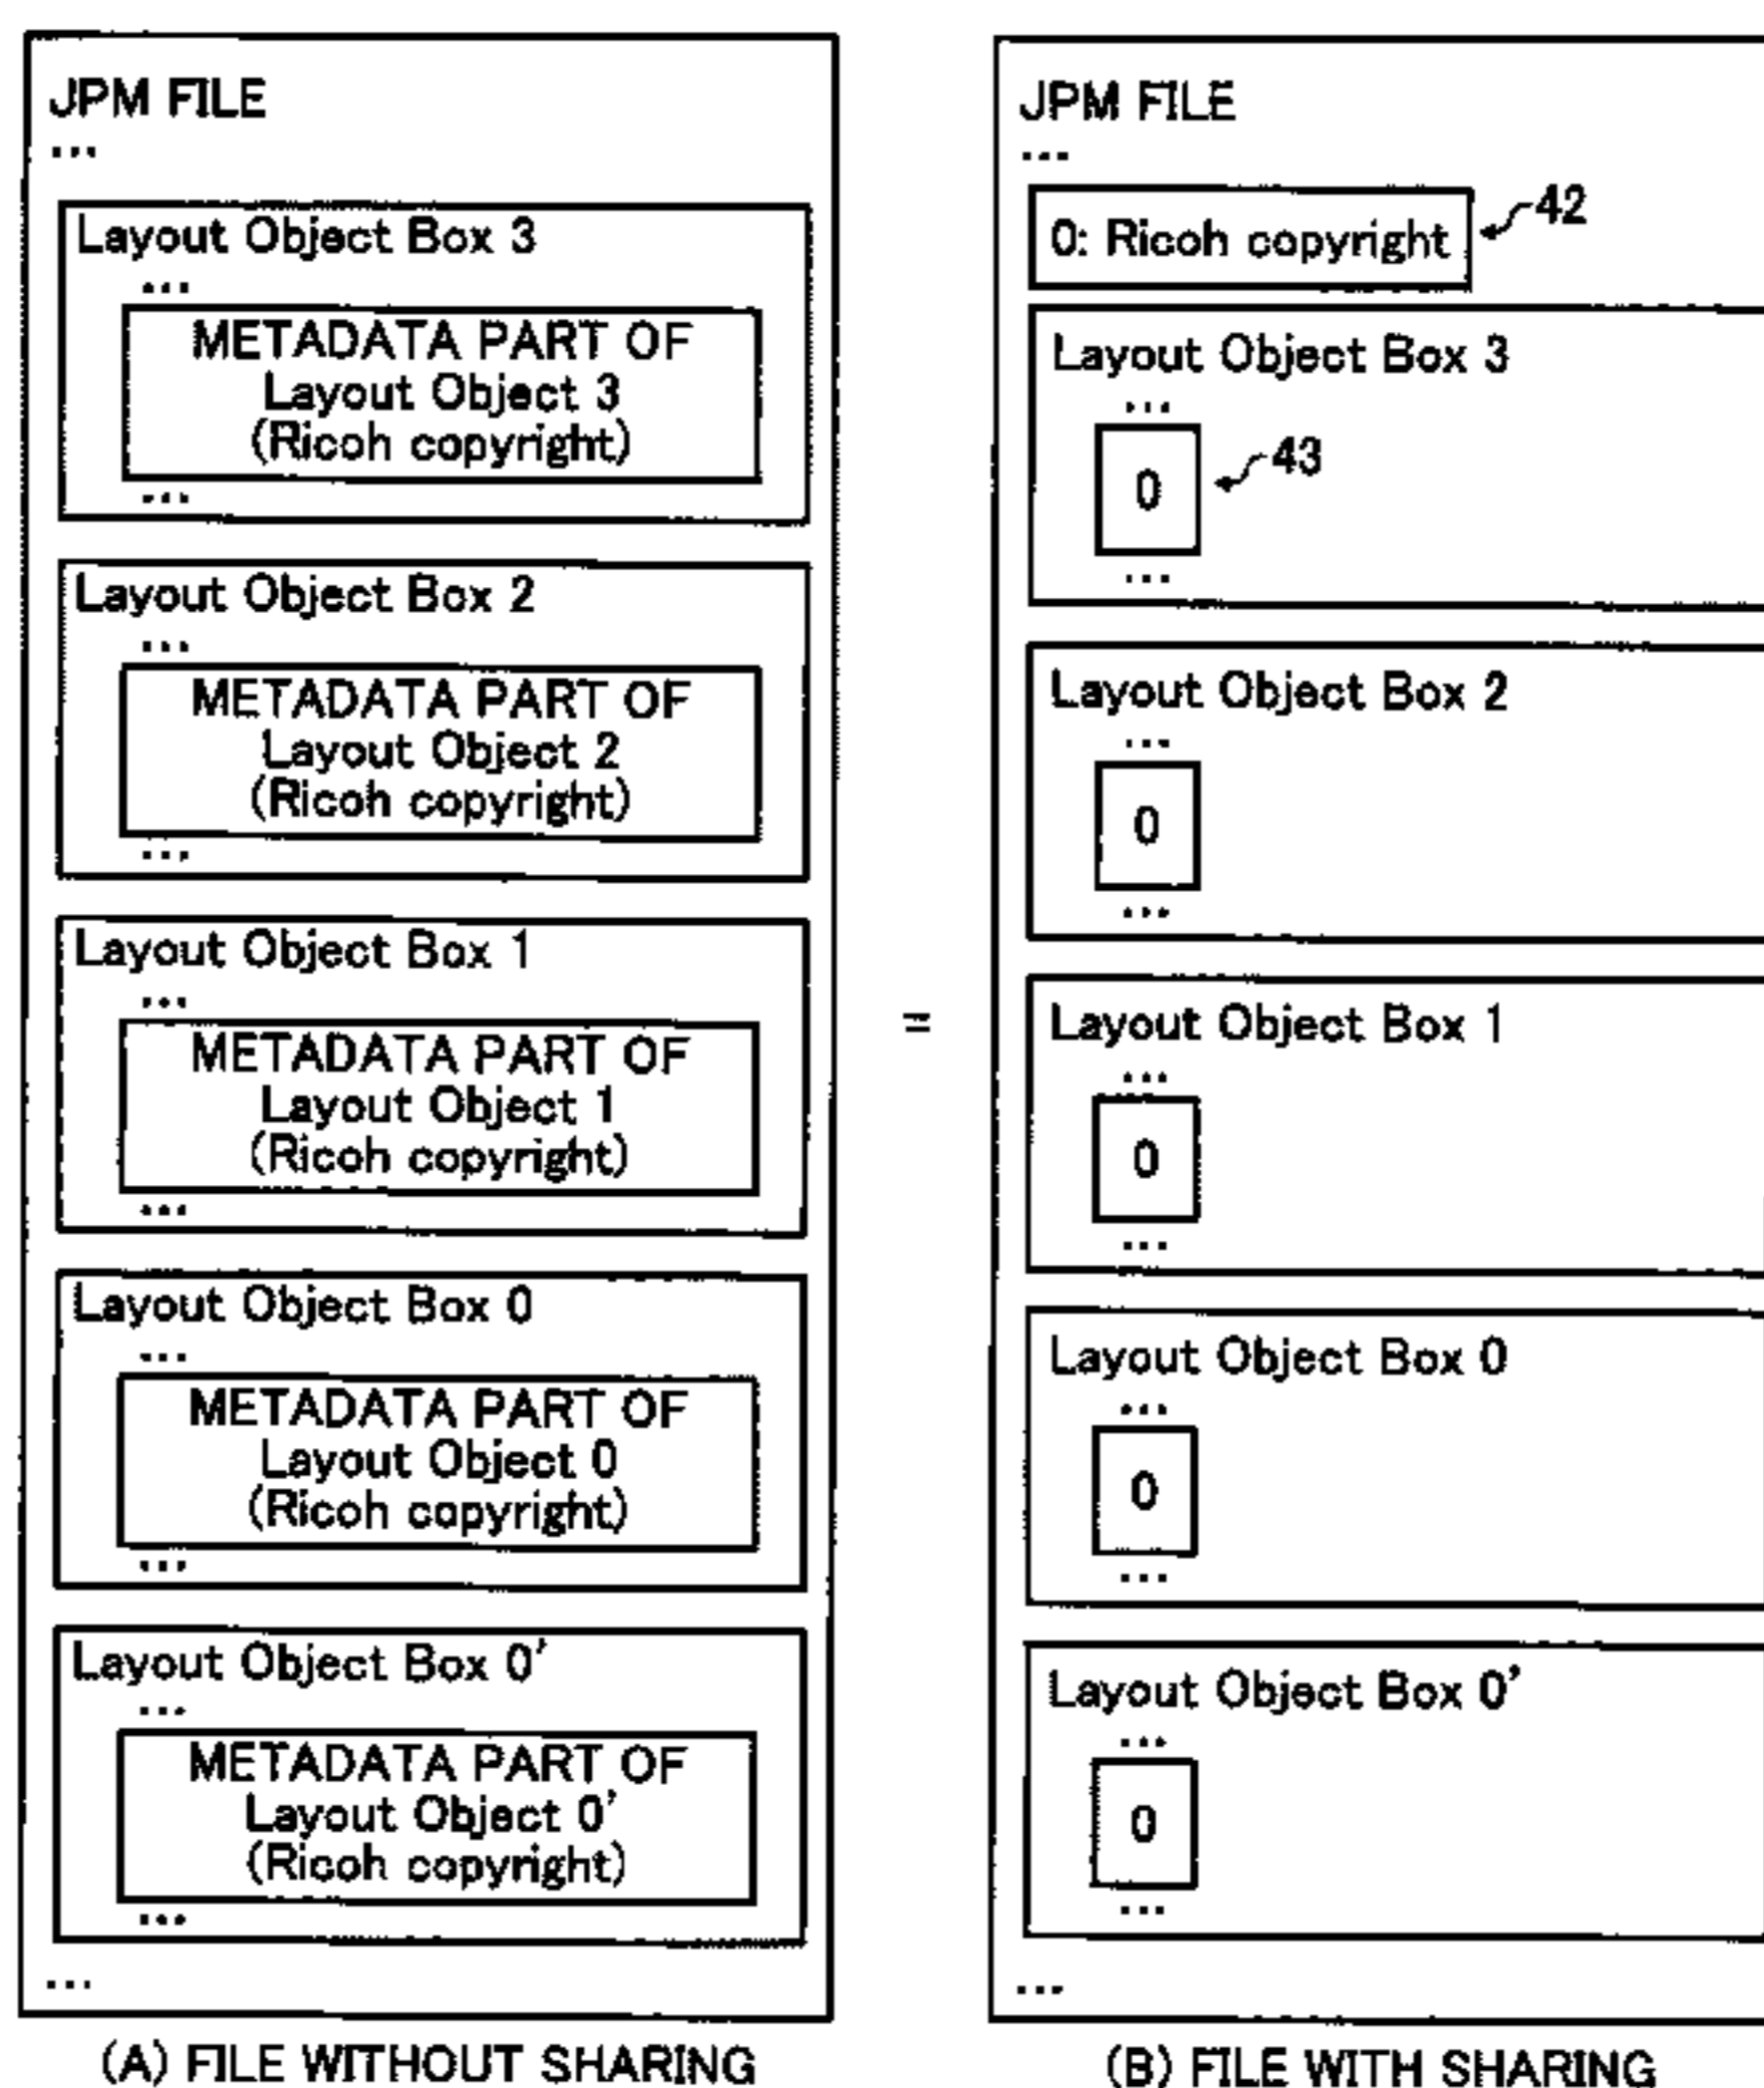 JPM FILE
...
Layout Object Box 3
...
METADATA PART OF
Layout Object 3
(Ricoh copyright)
...
Layout Object Box 2
...
METADATA PART OF
Layout Object 2
(Ricoh copyright)
...
Layout Object Box 1
...
METADATA PART OF
Layout Object 1
(Ricoh copyright)
...
Layout Object Box 0
...
METADATA PART OF
Layout Object 0
(Ricoh copyright)
...
Layout Object Box 0'
...
METADATA PART OF
Layout Object 0'
(Ricoh copyright)
...
...
(A) FILE WITHOUT SHARING
=
JPM FILE
...
0: Ricoh copyright
42
Layout Object Box 3
...
0
43
...
Layout Object Box 2
...
0
...
Layout Object Box 1
...
0
...
Layout Object Box 0
...
0
...
Layout Object Box 0'
...
0
...
...
(B) FILE WITH SHARING